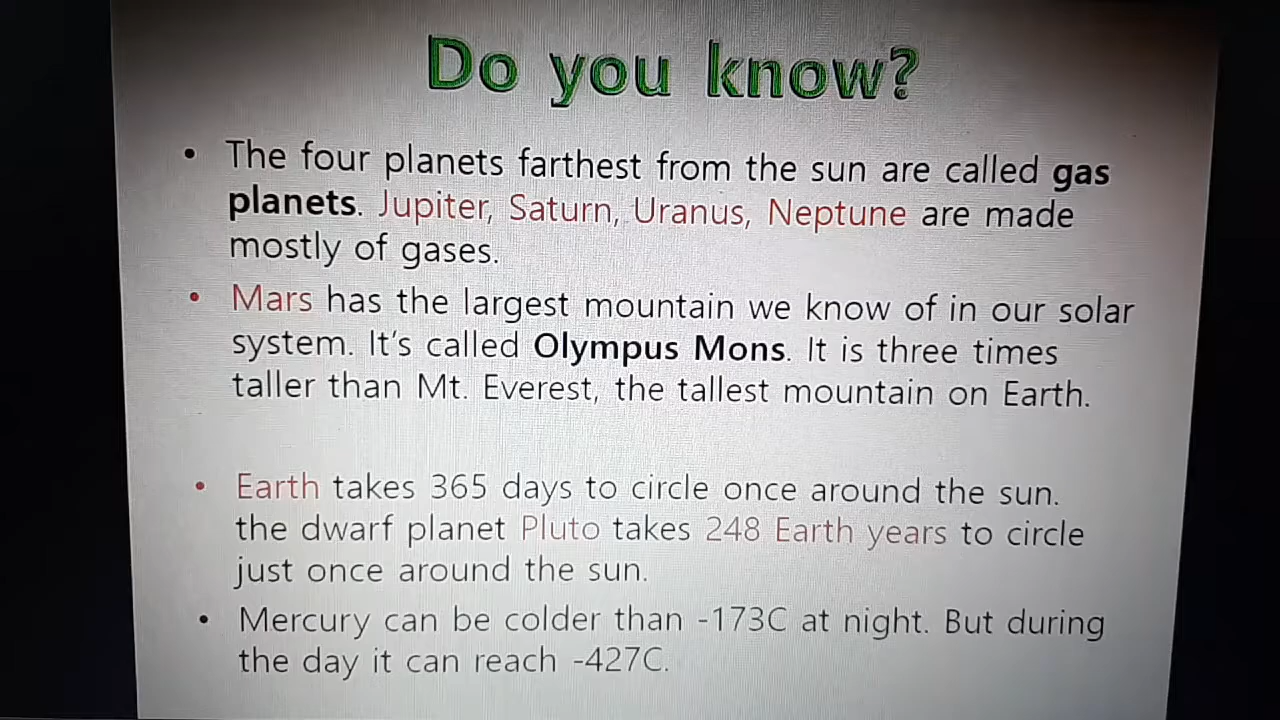 Do you know?
• The four planets farthest from the sun are called gas
planets. Jupiter, Saturn, Uranus, Neptune are made
mostly of gases.
• Mars has the largest mountain we know of in our solar
system. It's called Olympus Mons. It is three times
taller than Mt. Everest, the tallest mountain on Earth.
• Earth takes 365 days to circle once around the sun.
the dwarf planet Pluto takes 248 Earth years to circle
just once around the sun.
• Mercury can be colder than -173C at night. But during
the day it can reach -427C.